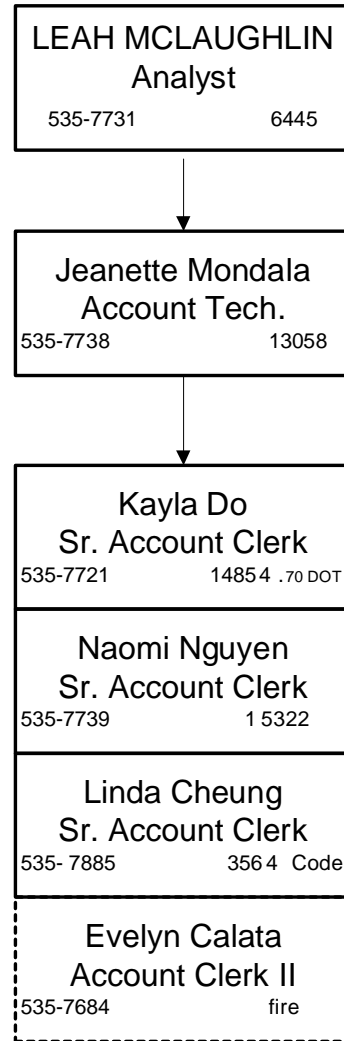 LEAH MCLAUGHLIN
Analyst
535-7731 6445
Jeanette Mondala
Account Tech.
535-7738 13058
Kayla Do
Sr. Account Clerk
535-7721 14854 .70 DOT
Naomi Nguyen
Sr. Account Clerk
535-7739 15322
Linda Cheung
Sr. Account Clerk
535- 7885 3564 Code
Evelyn Calata
Account Clerk II
535-7684 fire